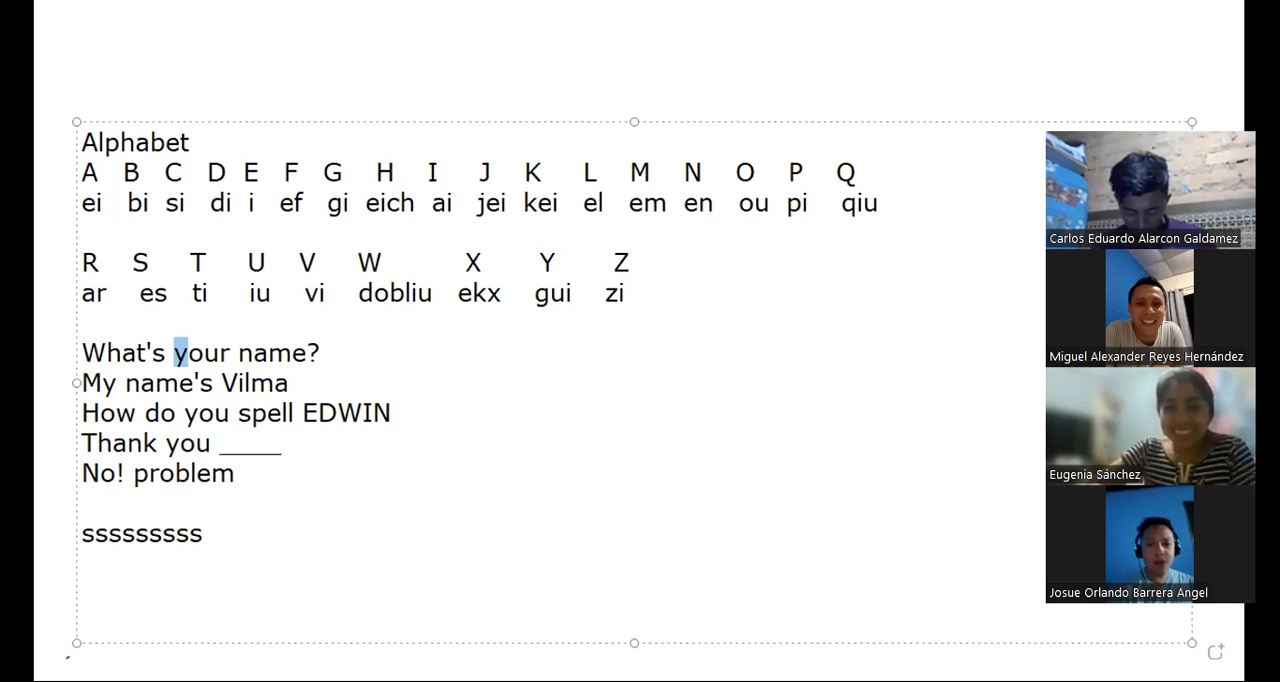 Alphabet
A B C D E F G H I J K L M N O P Q
ei bi si di i ef gi eich ai jei kei el em en ou pi qiu
R S T U V W X Y Z
ar es ti iu vi dobliu ekx gui zi
What's your name?
My name's Vilma
How do you spell EDWIN
Thank you _____
No! problem
sssssssss
Carlos Eduardo Alarcon Galdamez
Miguel Alexander Reyes Hernández
Eugenia Sánchez
Josue Orlando Barrera Angel